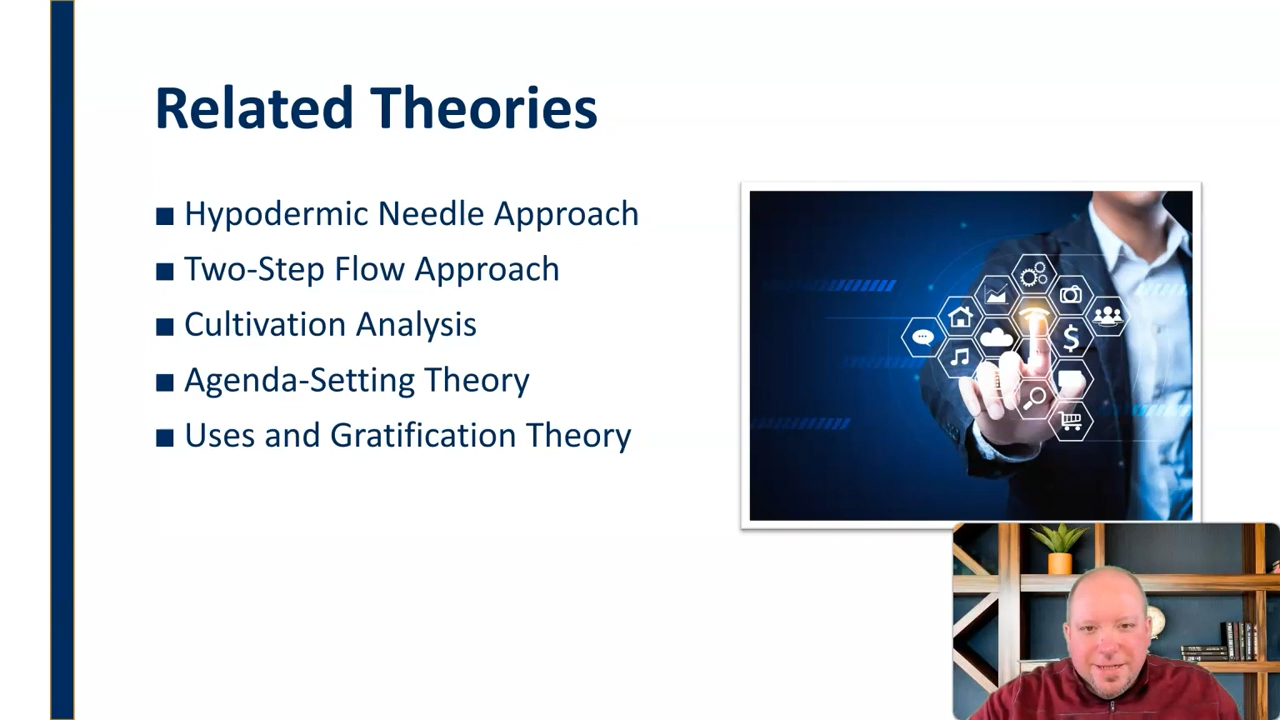 Related Theories
■ Hypodermic Needle Approach
■ Two-Step Flow Approach
■ Cultivation Analysis
■ Agenda-Setting Theory
■ Uses and Gratification Theory
$